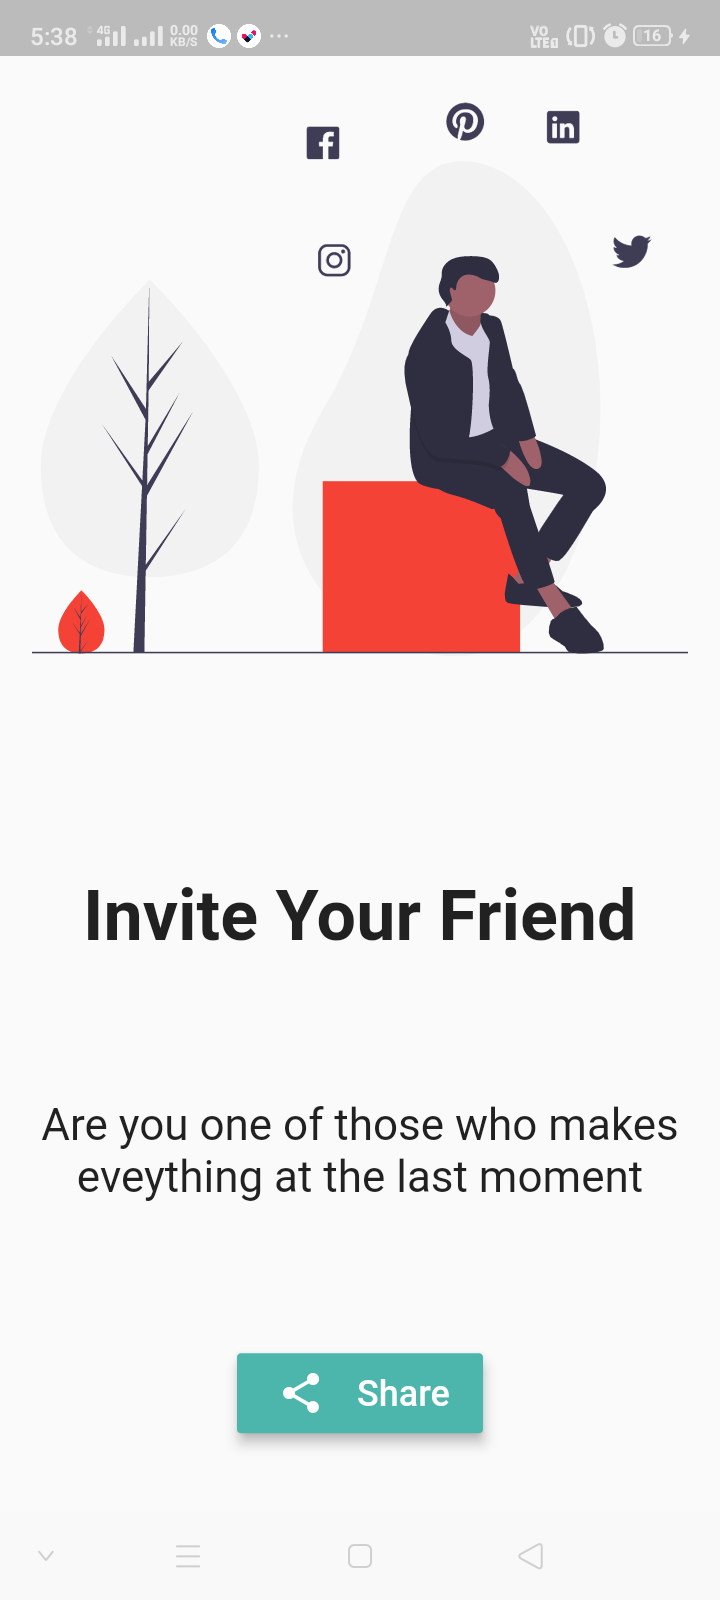 5:38 4G 0.00 KB/S VO LTE 16
Invite Your Friend
Are you one of those who makes
eveything at the last moment
Share